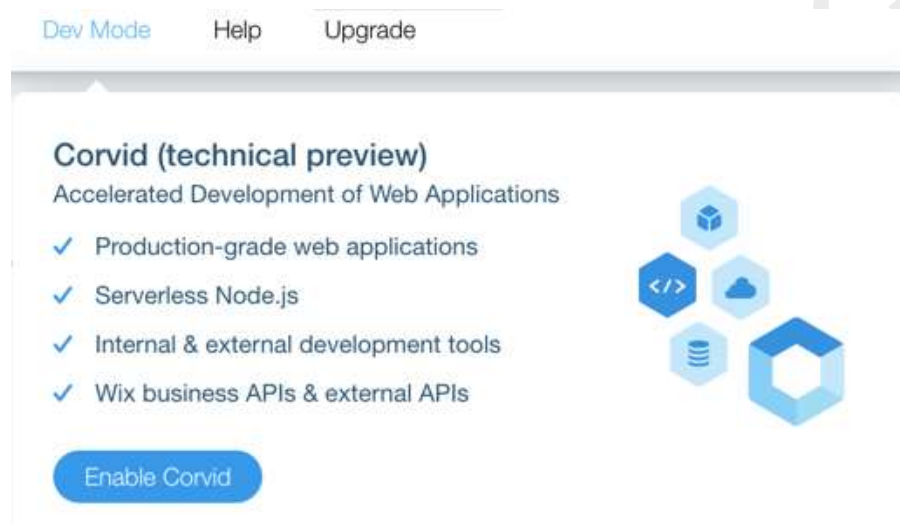 Dev Mode Help Upgrade
Corvid (technical preview)
Accelerated Development of Web Applications
Production-grade web applications
Serverless Node.js
Internal & external development tools
Wix business APIs & external APIs
</>
Enable Corvid